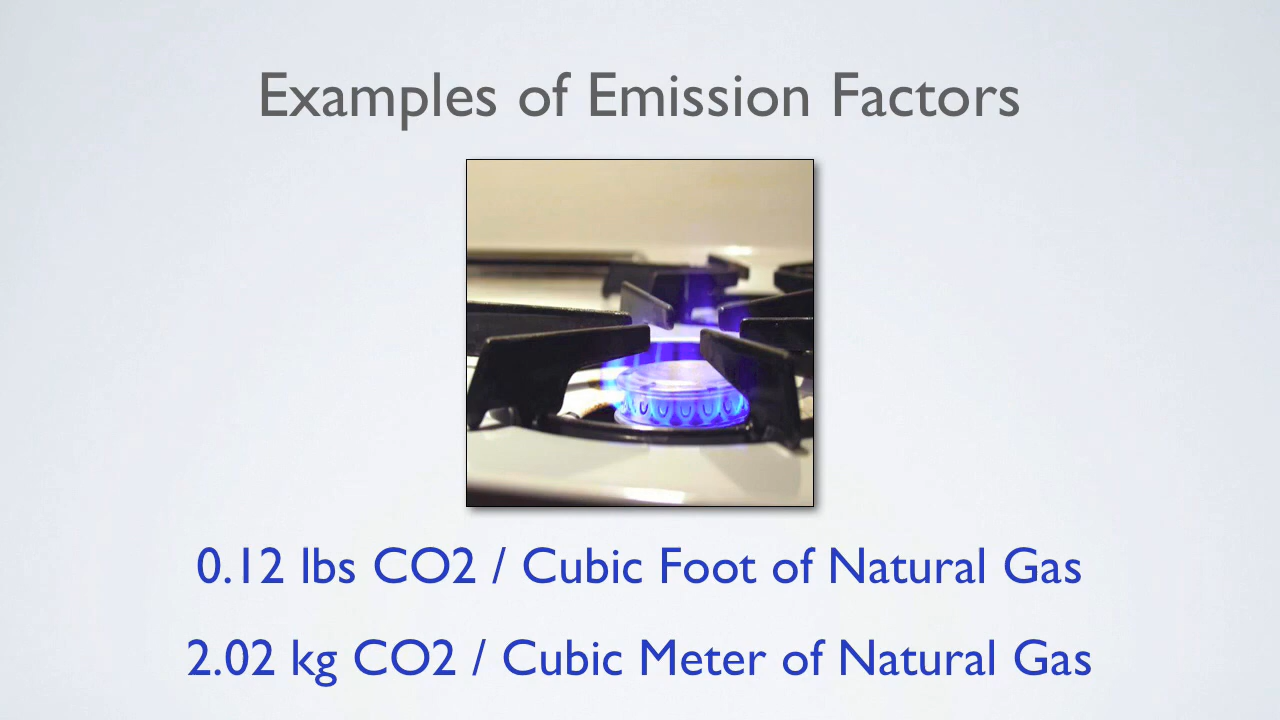 Examples of Emission Factors
0.12 lbs CO2 / Cubic Foot of Natural Gas
2.02 kg CO2 / Cubic Meter of Natural Gas